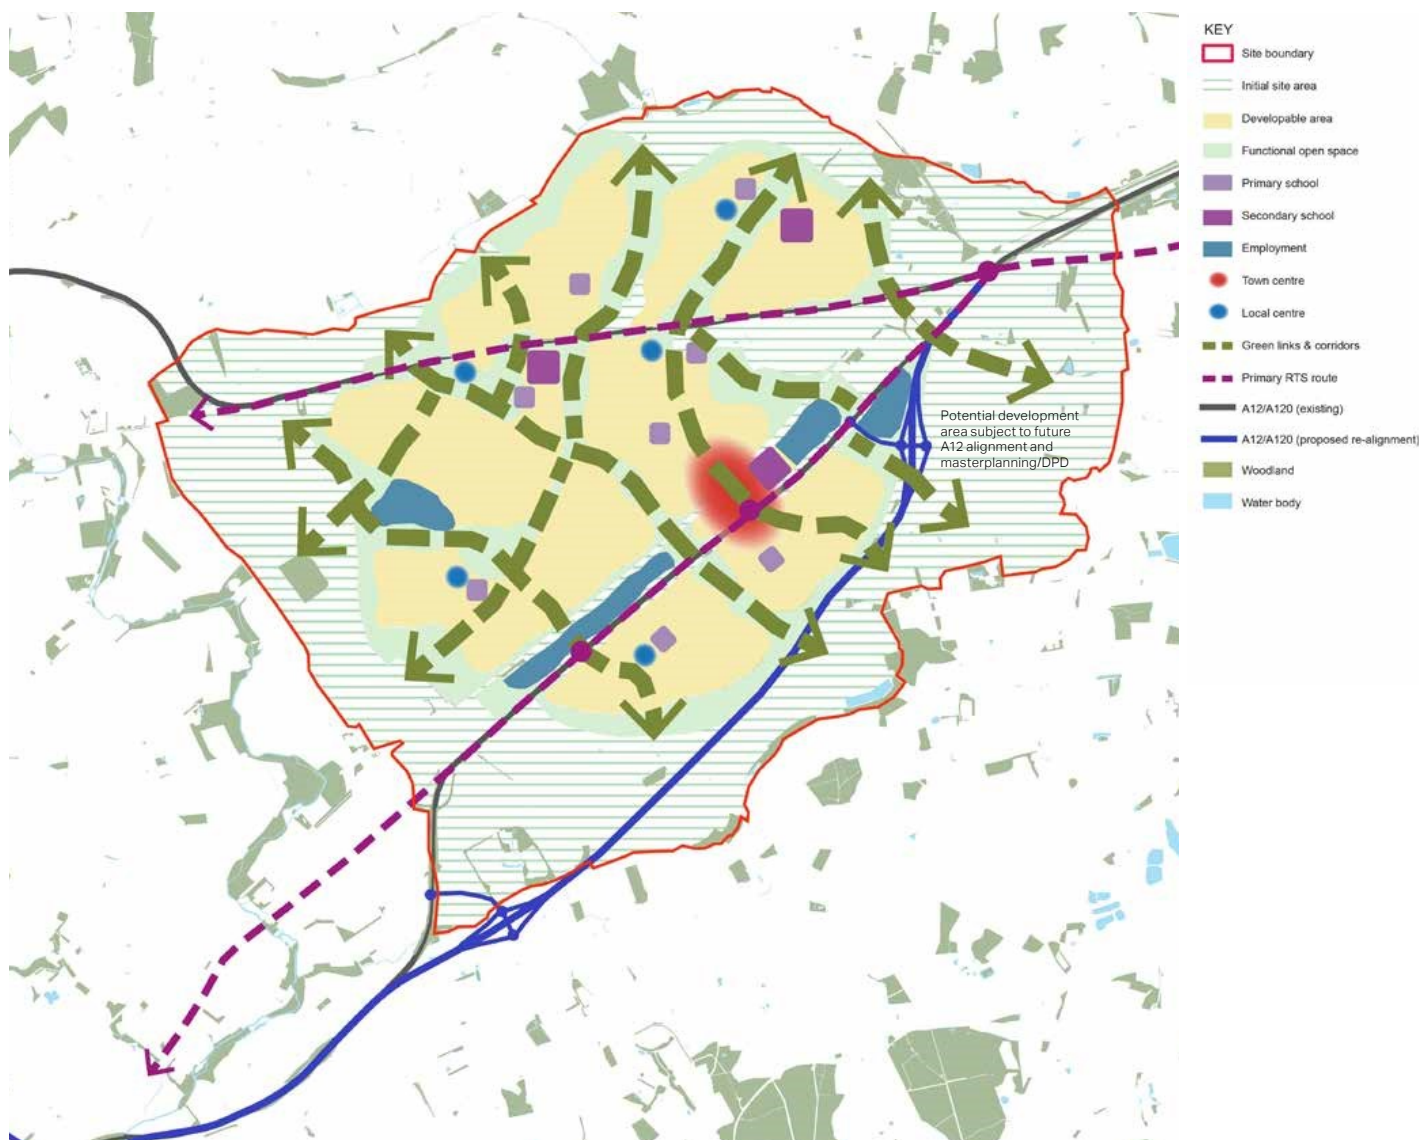 KEY
Site boundary
Initial site area
Developable area
Functional open space
Primary school
Secondary school
Employment
Town centre
Local centre
Green links & corridors
Primary RTS route
A12/A120 (existing)
A12/A120 (proposed re-alignment)
Woodland
Water body
Potential development
area subject to future
A12 alignment and
masterplanning/DPD